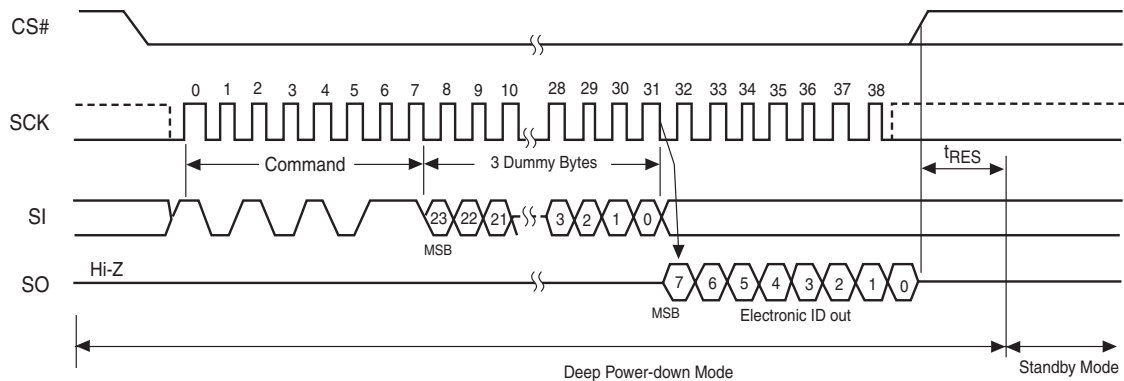 CS#
0 1 2 3 4 5 6 7 8 9 10 28 29 30 31 32 33 34 35 36 37 38
SCK
Command
3 Dummy Bytes
tRES
SI
23 22 21 3 2 1 0
MSB
Hi-Z
SO
7 6 5 4 3 2 1 0
MSB
Electronic ID out
Deep Power-down Mode
Standby Mode